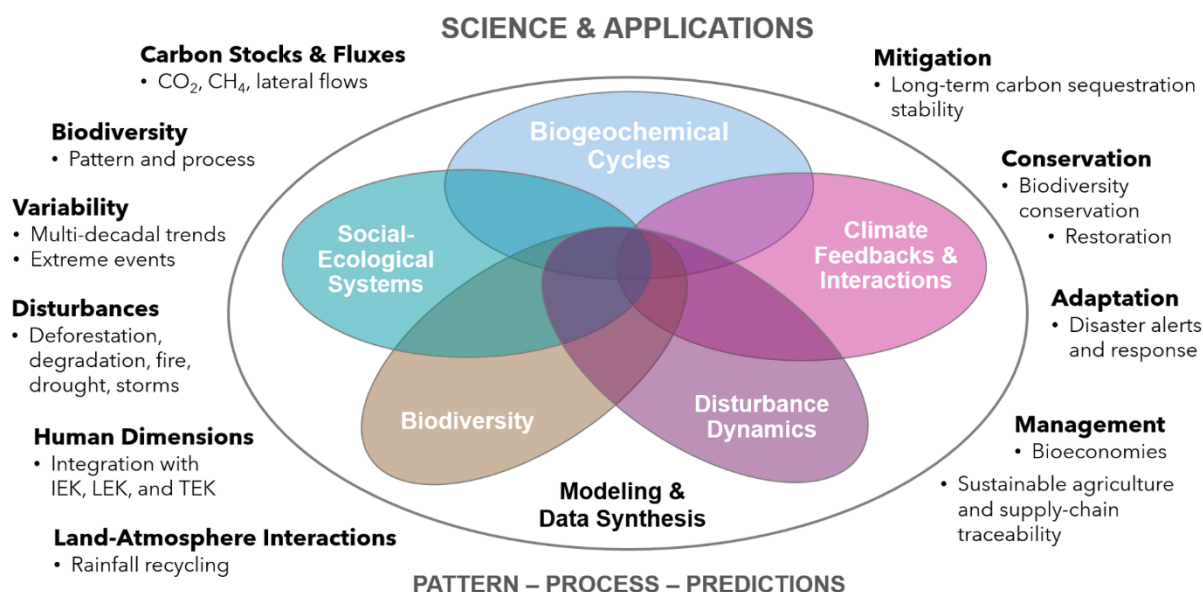 SCIENCE & APPLICATIONS
Carbon Stocks & Fluxes
• CO₂, CH₄, lateral flows
Biodiversity
• Pattern and process
Variability
• Multi-decadal trends
• Extreme events
Disturbances
• Deforestation,
degradation, fire,
drought, storms
Human Dimensions
• Integration with
IEK, LEK, and TEK
Land-Atmosphere Interactions
• Rainfall recycling
Biogeochemical
Cycles
Social-
Ecological
Systems
Climate
Feedbacks &
Interactions
Biodiversity
Disturbance
Dynamics
Modeling &
Data Synthesis
Mitigation
• Long-term carbon sequestration
stability
Conservation
• Biodiversity
conservation
• Restoration
Adaptation
• Disaster alerts
and response
Management
• Bioeconomies
• Sustainable agriculture
and supply-chain
traceability
PATTERN – PROCESS – PREDICTIONS